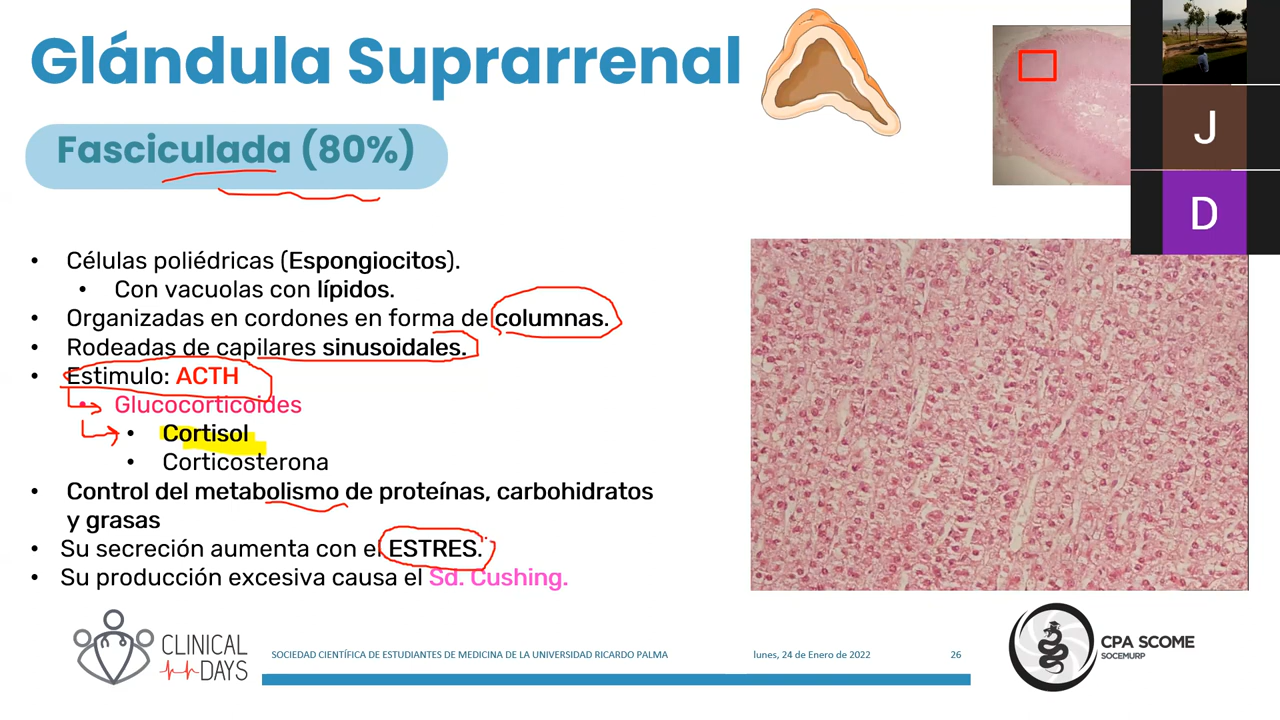 Glándula Suprarrenal
Fasciculada (80%)
J
D
• Células poliédricas (Espongiocitos).
• Con vacuolas con lípidos.
• Organizadas en cordones en forma de columnas.
• Rodeadas de capilares sinusoidales.
• Estimulo: ACTH
• Glucocorticoides
• Cortisol
• Corticosterona
• Control del metabolismo de proteínas, carbohidratos
y grasas
• Su secreción aumenta con el ESTRES.
• Su producción excesiva causa el Sd. Cushing.
CLINICAL
DAYS
SOCIEDAD CIENTÍFICA DE ESTUDIANTES DE MEDICINA DE LA UNIVERSIDAD RICARDO PALMA
lunes, 24 de Enero de 2022
26
CPA SCOME
SOCEMURP